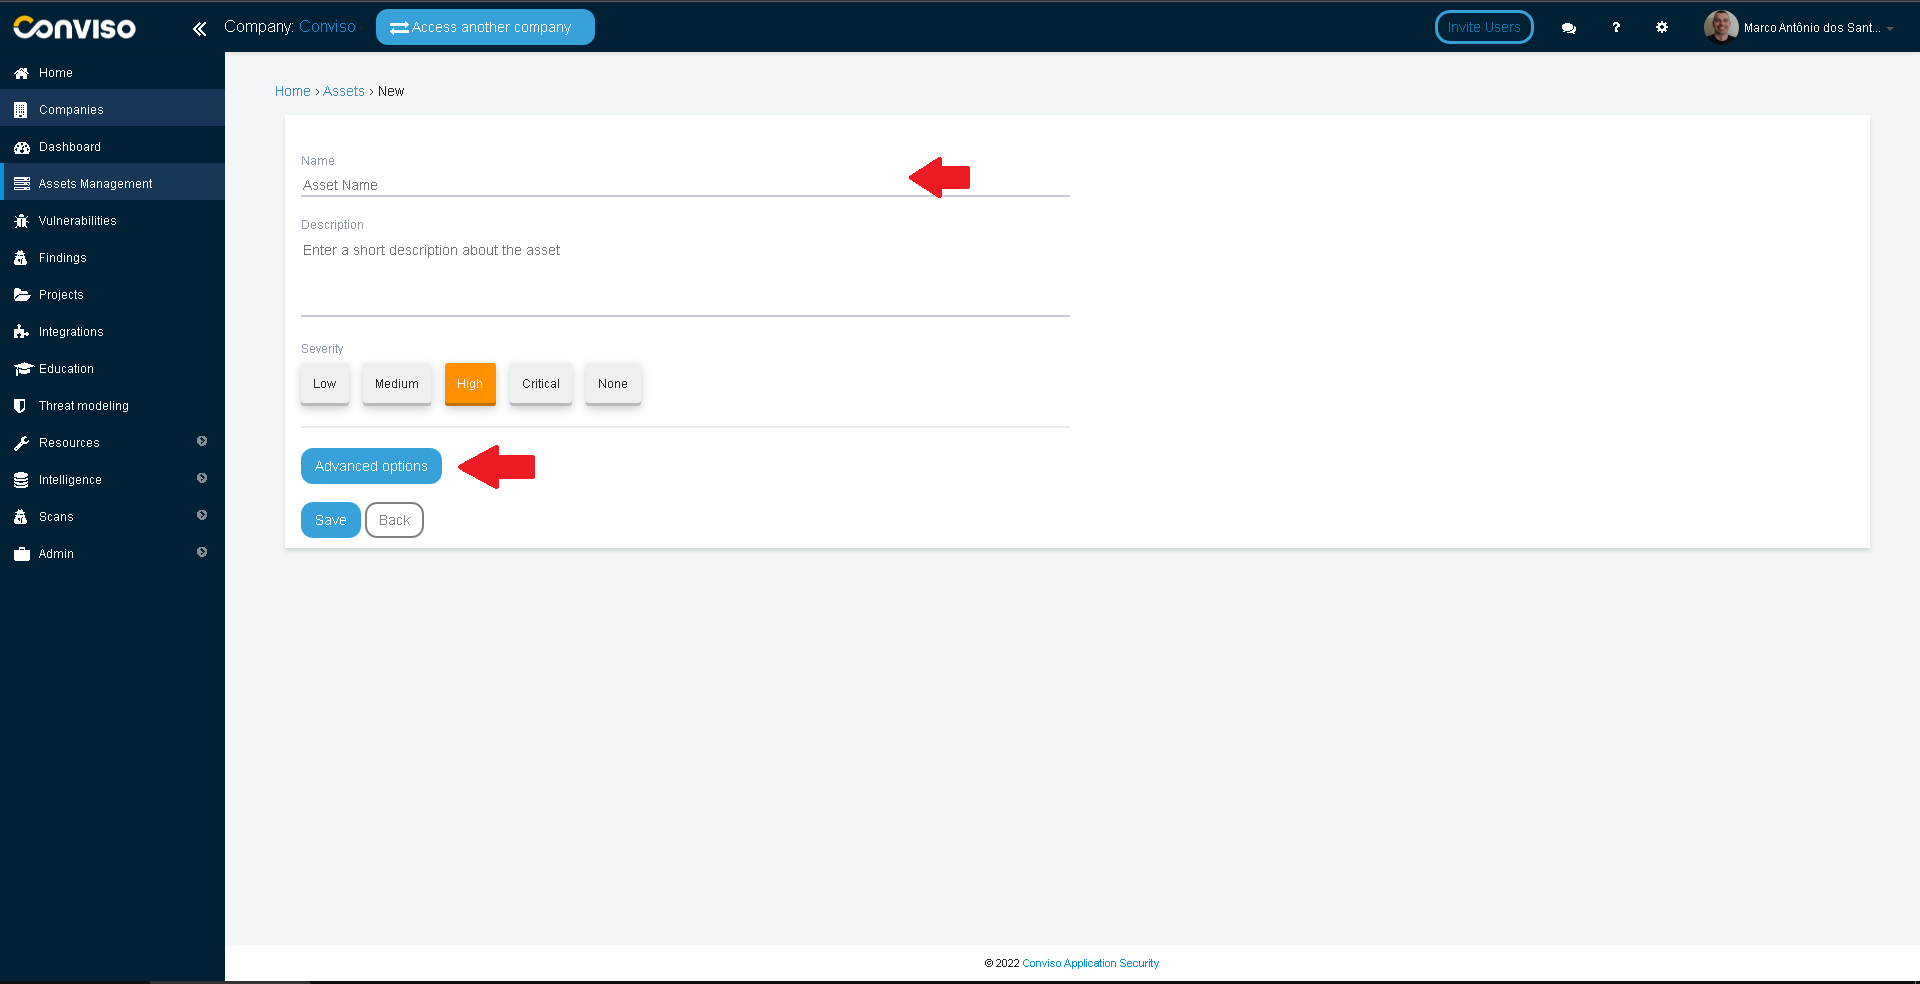 Conviso
Company: Conviso
Access another company
Invite Users
?
Marco Antônio dos Sant...
Home
Companies
Dashboard
Assets Management
Vulnerabilities
Findings
Projects
Integrations
Education
Threat modeling
Resources
Intelligence
Scans
Admin
Home › Assets › New
Name
Asset Name
Description
Enter a short description about the asset
Severity
Low Medium High Critical None
Advanced options
Save Back
© 2022 Conviso Application Security